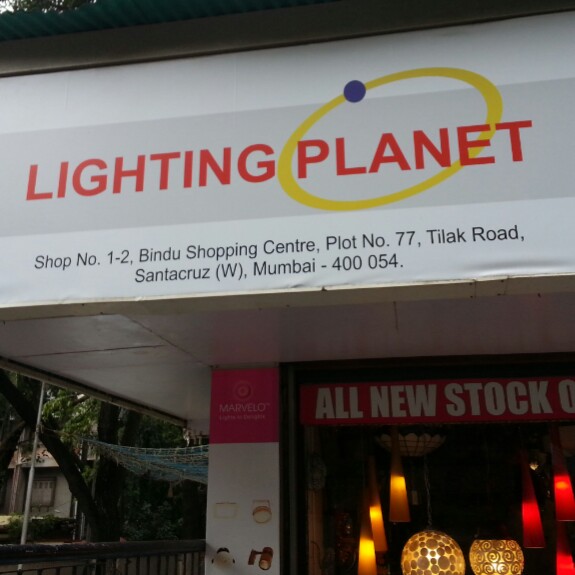 LIGHTING PLANET
Shop No. 1-2, Bindu Shopping Centre, Plot No. 77, Tilak Road,
Santacruz (W), Mumbai - 400 054.
MARVELO
ALL NEW STOCK O